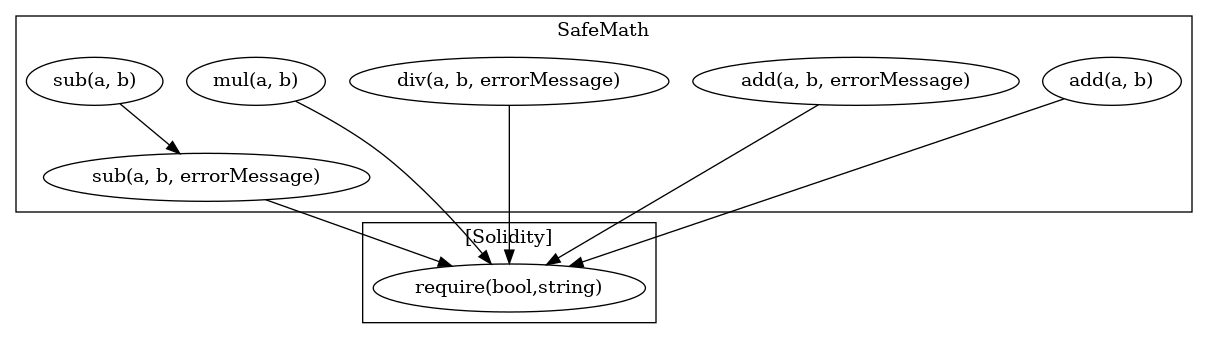 SafeMath
sub(a, b)
mul(a, b)
div(a, b, errorMessage)
add(a, b, errorMessage)
add(a, b)
sub(a, b, errorMessage)
[Solidity]
require(bool,string)